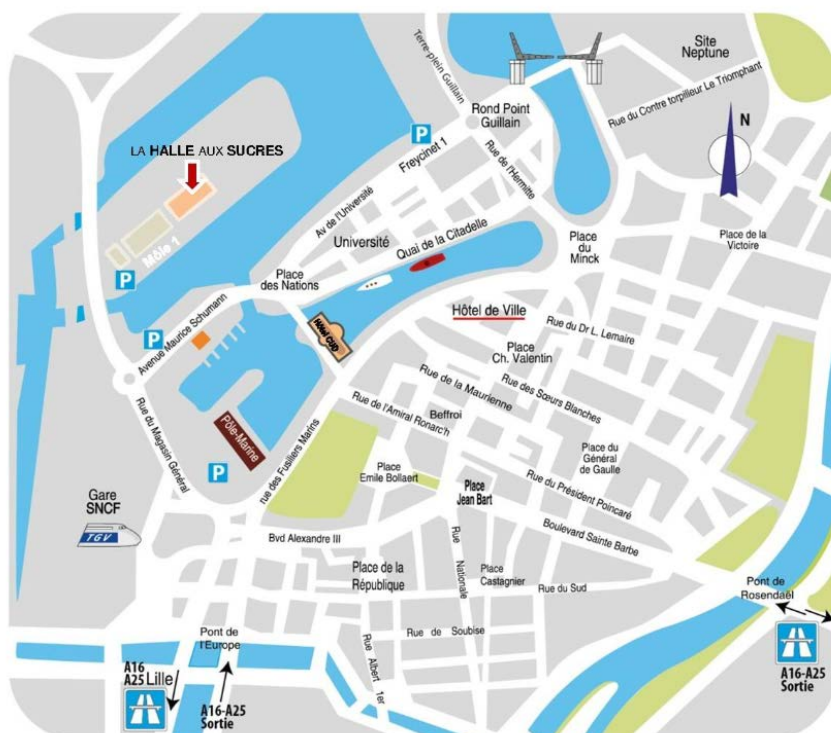 Terre-plein Guillain
Site
Neptune
Rue du Contre torpilleur Le Triomphant
Rond Point
Guillain
P
Freycinet 1
Rue de l'Hermitte
N
LA HALLE AUX SUCRES
Môle 1
Av de l'Université
Université
Quai de la Citadelle
Place
du
Minck
Place de la
Victoire
P
Place
des Nations
P
Avenue Maurice Schumann
Hôtel CUD
Hôtel de Ville
Rue du Dr L. Lemaire
Place
Ch. Valentin
Rue de la Maurienne
Rue des Sœurs Blanches
Rue de l'Amiral Ronarc'h
Beffroi
Rue du Magasin Général
Pôle-Marine
P
rue des Fusiliers Marins
Place
Emile Bollaert
Place
Jean Bart
Place du
Général
de Gaulle
Rue du Président Poincaré
Boulevard Sainte Barbe
Gare
SNCF
TGV
Bvd Alexandre III
Rue Nationale
Place de la
République
Place
Castagnier
Rue du Sud
Pont de
Rosendaël
Rue de Soubise
Rue Albert 1er
Pont de
l'Europe
A16
A25 Lille
A16-A25
Sortie
A16-A25
Sortie